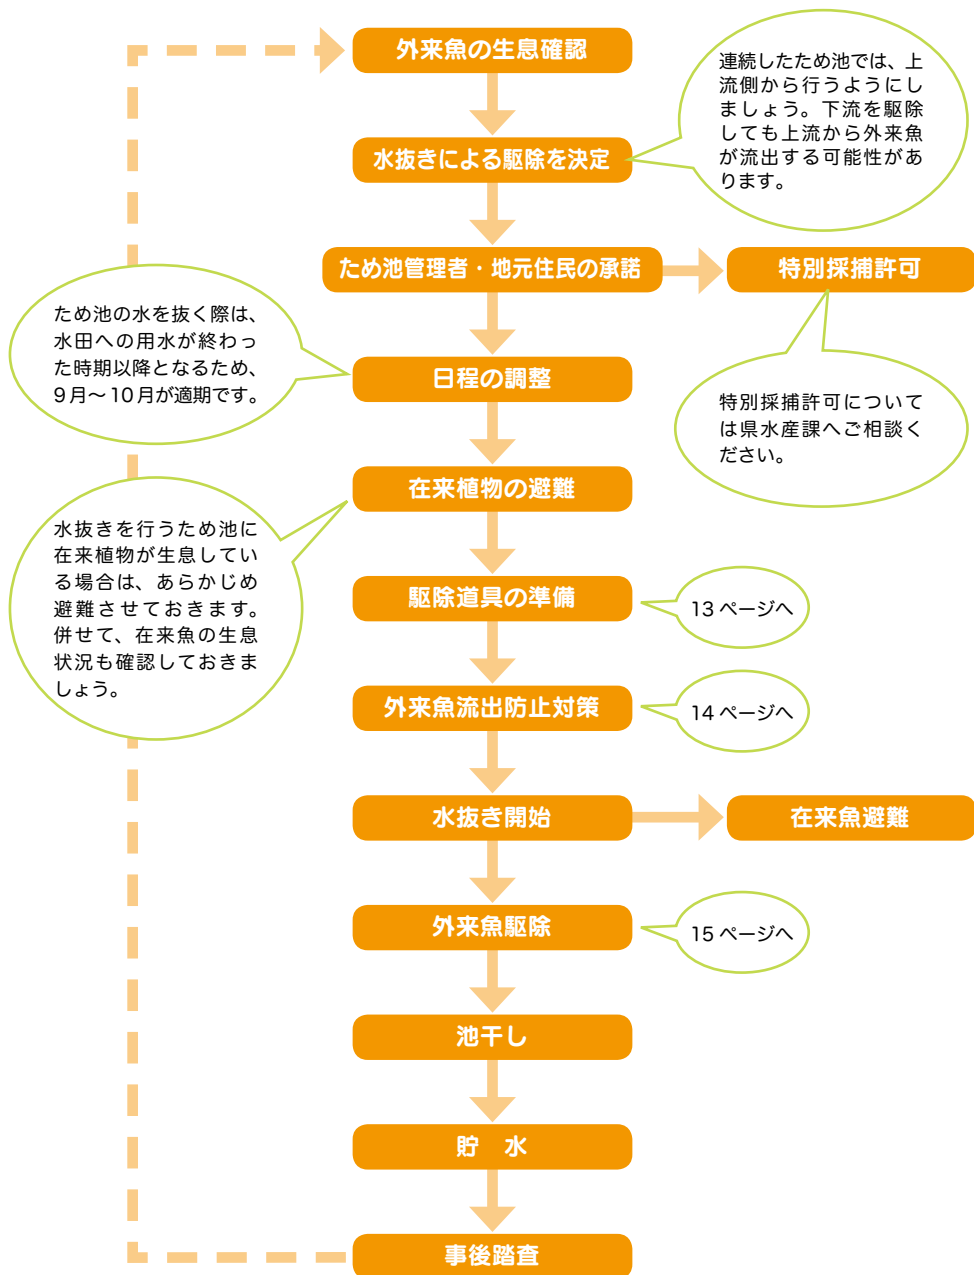 外来魚の生息確認
連続したため池では、上
流側から行うようにし
ましょう。下流を駆除
しても上流から外来魚
が流出する可能性があ
ります。
水抜きによる駆除を決定
ため池管理者・地元住民の承諾
特別採捕許可
ため池の水を抜く際は、
水田への用水が終わっ
た時期以降となるため、
9月〜10月が適期です。
日程の調整
特別採捕許可について
は県水産課へご相談く
ださい。
在来植物の避難
水抜きを行うため池に
在来植物が生息してい
る場合は、あらかじめ
避難させておきます。
併せて、在来魚の生息
状況も確認しておきま
しょう。
駆除道具の準備
13 ページへ
外来魚流出防止対策
14 ページへ
水抜き開始
在来魚避難
外来魚駆除
15 ページへ
池干し
貯　水
事後踏査